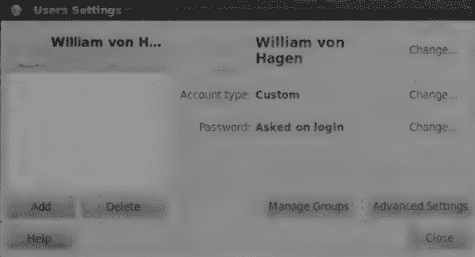 Users Settings
William von H...
William von
Hagen
Change...
Account type: Custom
Change...
Password: Asked on login
Change...
Add
Delete
Manage Groups
Advanced Settings
Help
Close